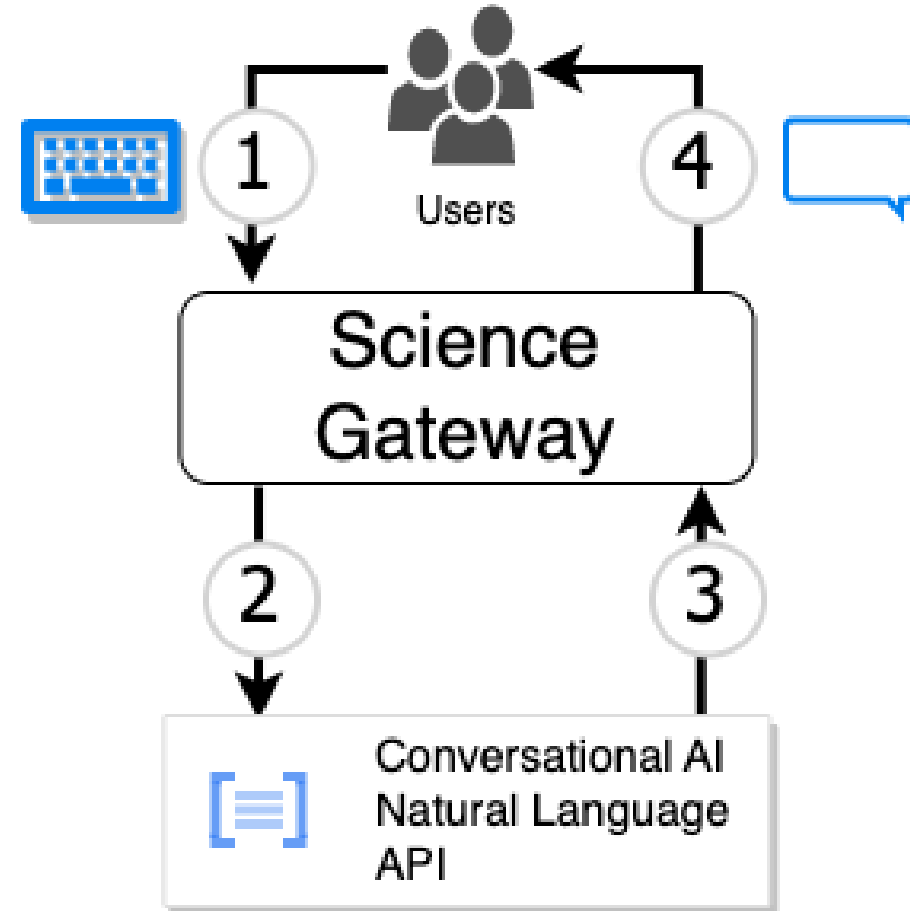 1
4
Users
Science
Gateway
2
3
Conversational AI
Natural Language
API